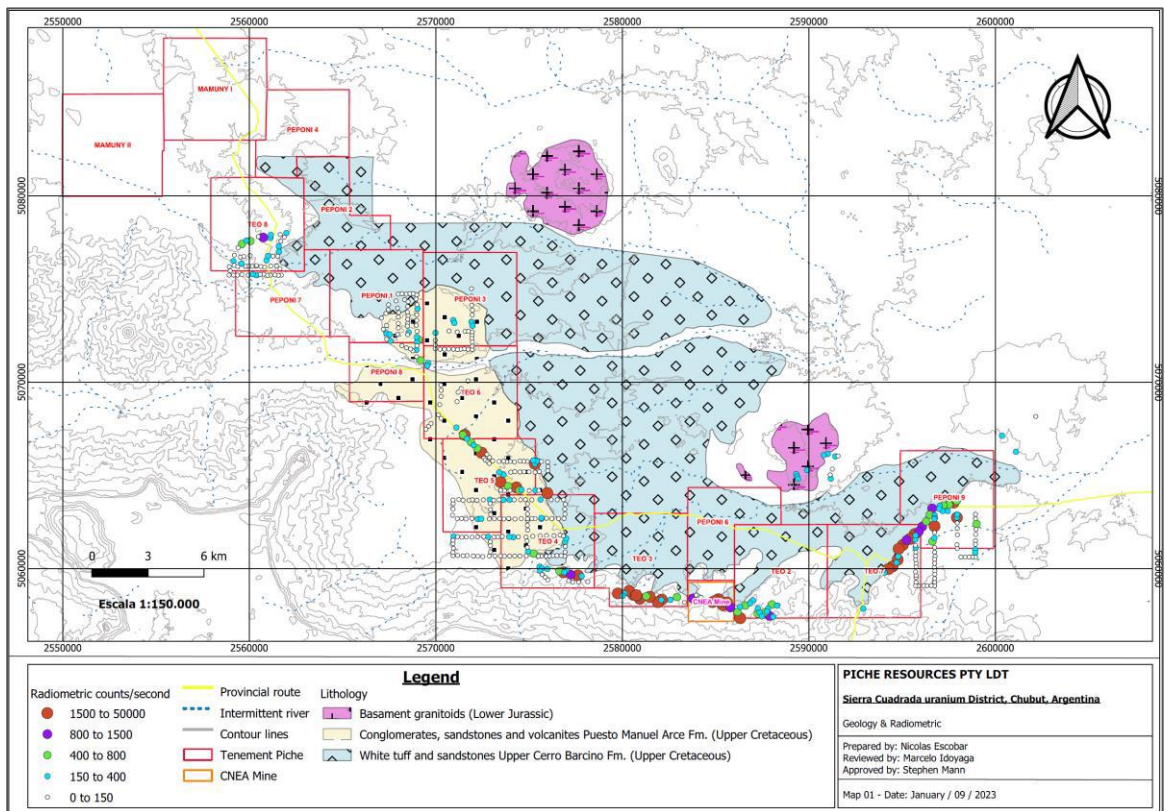 2550000 2560000 2570000 2580000 2590000 2600000
MAMUNY I
PEPONI 4
MAMUNY II
5080000 5080000
PEPONI 2
TEO 8
PEPONI 7
PEPONI 1
PEPONI 3
5070000 5070000
PEPONI 8
TEO 6
TEO 5
PEPONI 9
PEPONI 6
TEO 4
TEO 3
TEO 2
TEO 7
5060000 5060000
CNEA Mine
0 3 6 km
Escala 1:150.000
2550000 2560000 2570000 2580000 2590000 2600000
Legend
Radiometric counts/second
1500 to 50000
800 to 1500
400 to 800
150 to 400
0 to 150
Provincial route
Intermittent river
Contour lines
Tenement Piche
CNEA Mine
Lithology
Basament granitoids (Lower Jurassic)
Conglomerates, sandstones and volcanites Puesto Manuel Arce Fm. (Upper Cretaceous)
White tuff and sandstones Upper Cerro Barcino Fm. (Upper Cretaceous)
PICHE RESOURCES PTY LDT
Sierra Cuadrada uranium District, Chubut, Argentina
Geology & Radiometric
Prepared by: Nicolas Escobar
Reviewed by: Marcelo Idoyaga
Approved by: Stephen Mann
Map 01 - Date: January / 09 / 2023